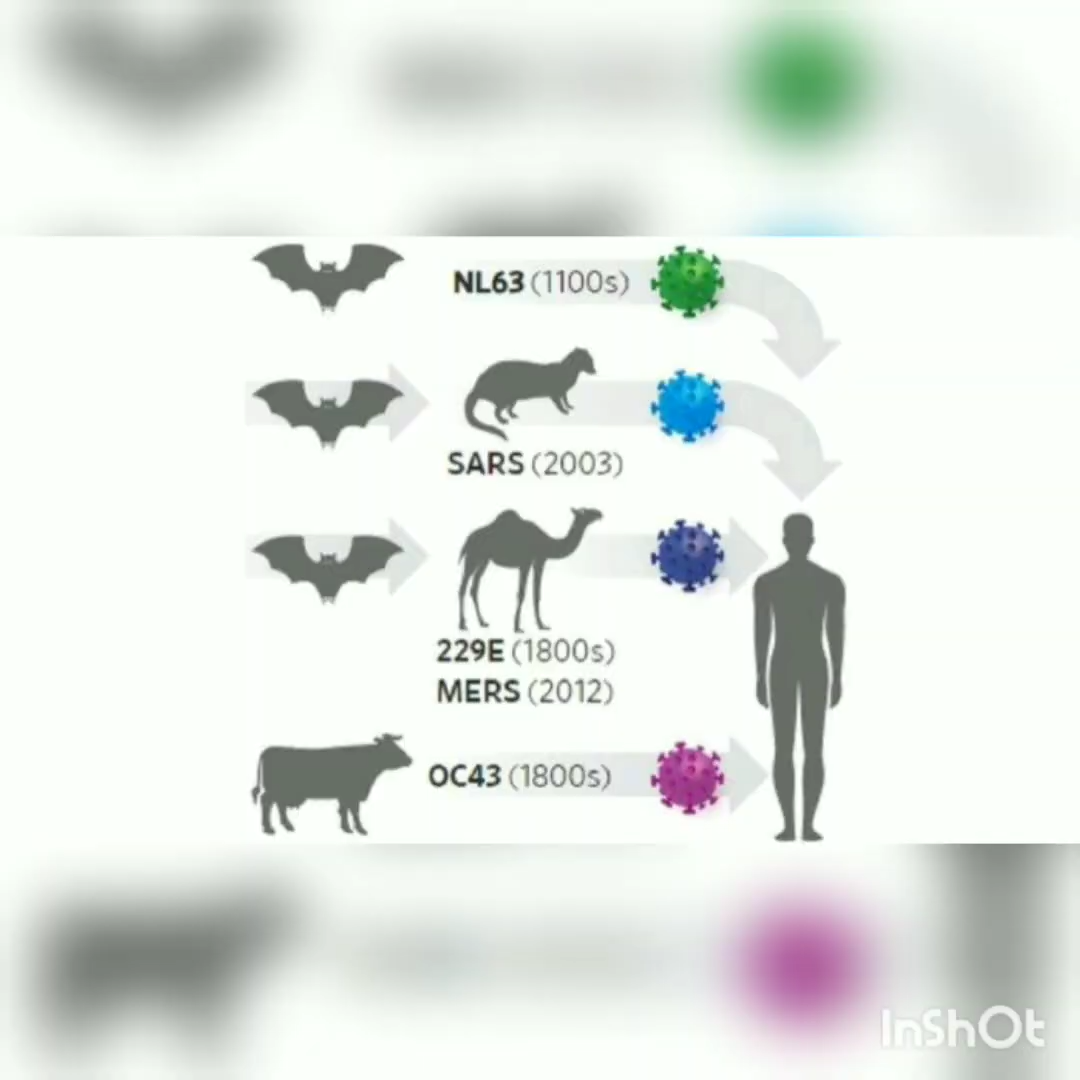 NL63 (1100s)
SARS (2003)
229E (1800s)
MERS (2012)
OC43 (1800s)
InShOt